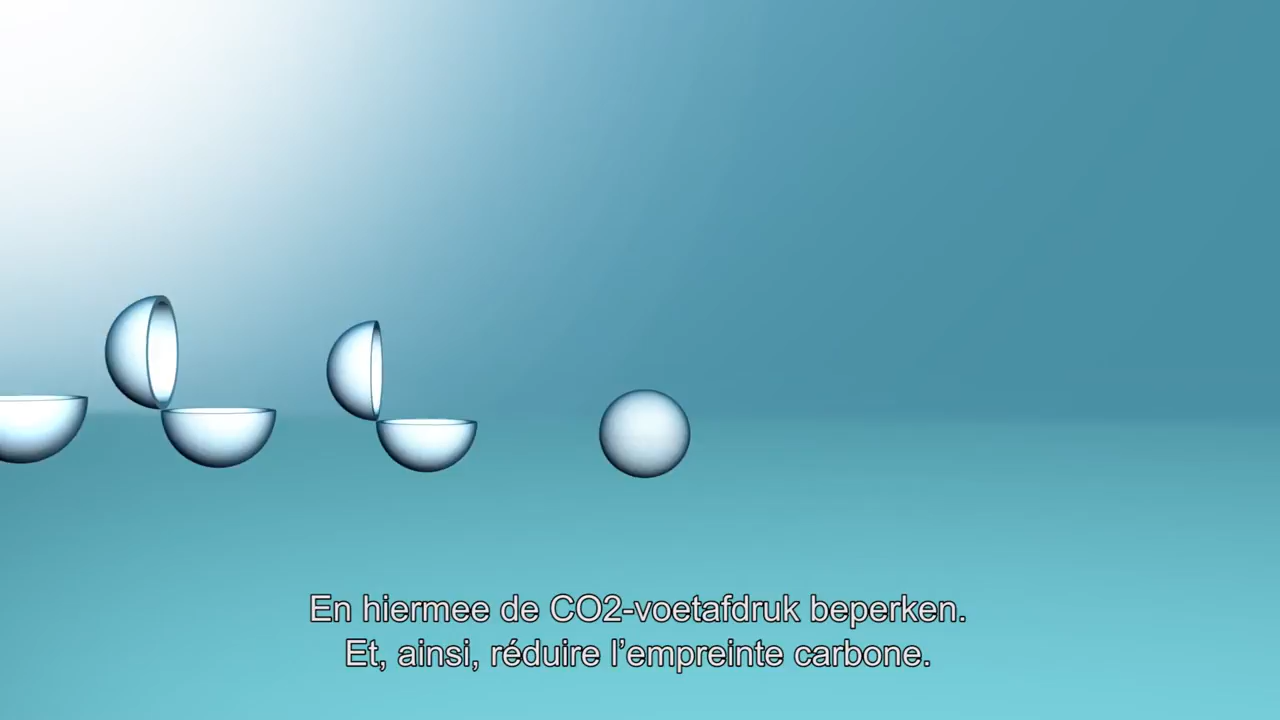 En hiermee de CO2-voetafdruk beperken.
Et, ainsi, réduire l’empreinte carbone.